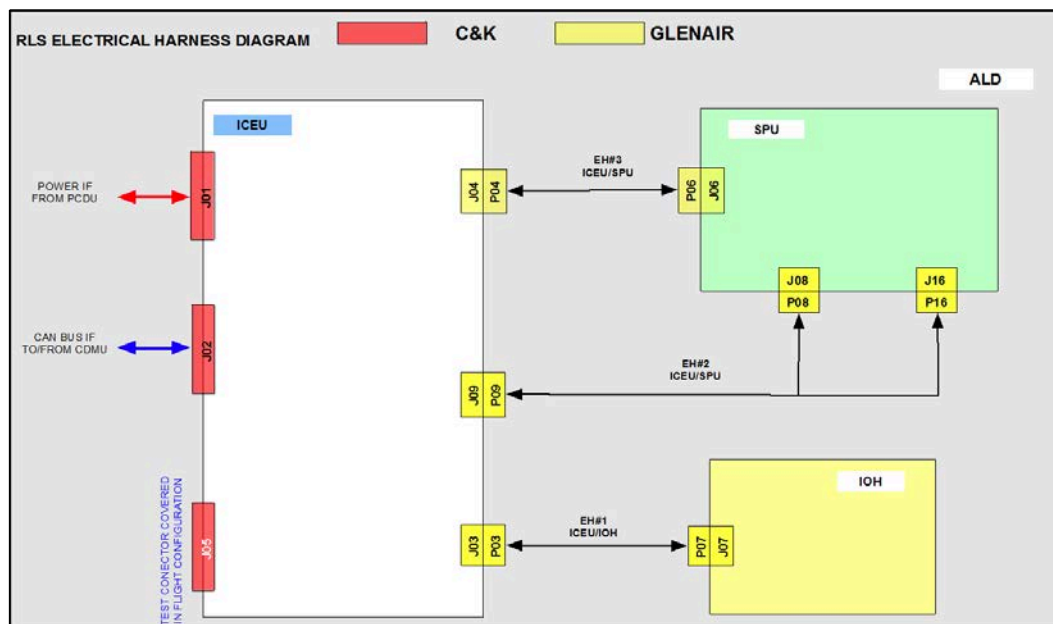 RLS ELECTRICAL HARNESS DIAGRAM
C&K
GLENAIR
ALD
ICEU
SPU
POWER IF
FROM PCDU
J01
J04
P04
EH#3
ICEU/SPU
P06
J06
J08
P08
J16
P16
CAN BUS IF
TO/FROM CDMU
J02
J09
P09
EH#2
ICEU/SPU
TEST CONECTOR COVERED
IN FLIGHT CONFIGURATION
J05
J03
P03
EH#1
ICEU/IOH
P07
J07
IOH